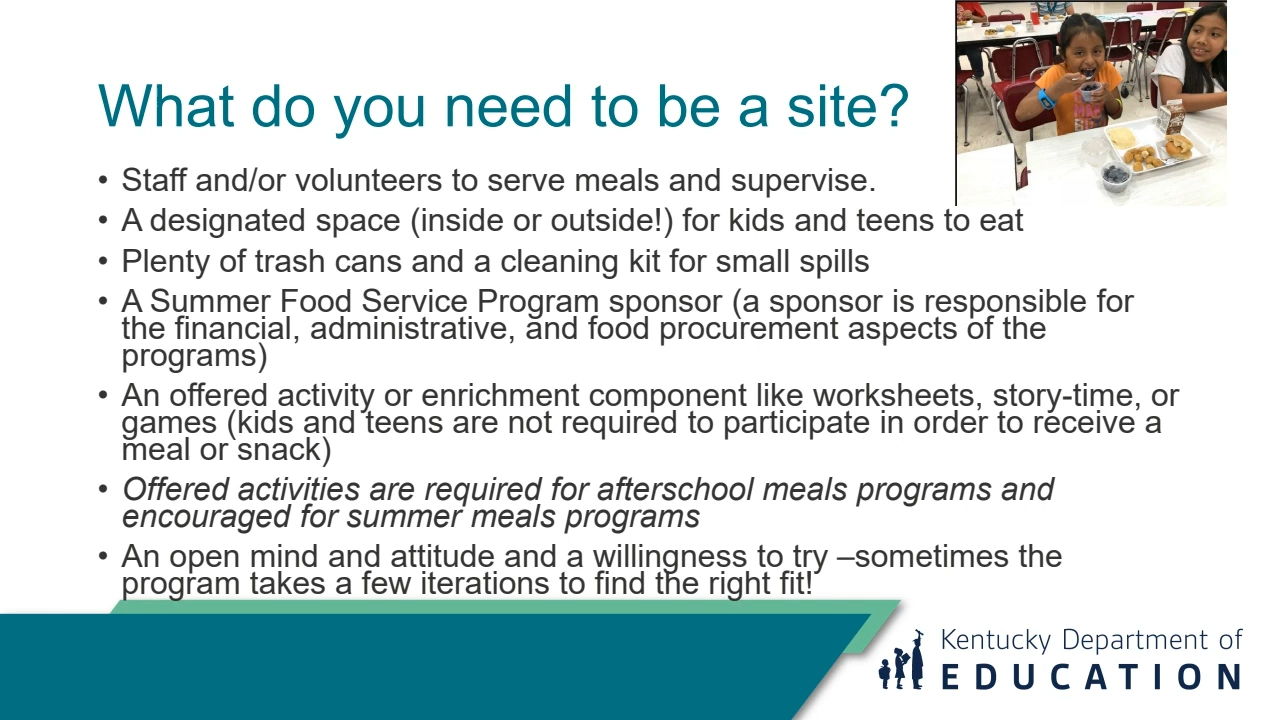 What do you need to be a site?
• Staff and/or volunteers to serve meals and supervise.
• A designated space (inside or outside!) for kids and teens to eat
• Plenty of trash cans and a cleaning kit for small spills
• A Summer Food Service Program sponsor (a sponsor is responsible for
the financial, administrative, and food procurement aspects of the
programs)
• An offered activity or enrichment component like worksheets, story-time, or
games (kids and teens are not required to participate in order to receive a
meal or snack)
• Offered activities are required for afterschool meals programs and
encouraged for summer meals programs
• An open mind and attitude and a willingness to try –sometimes the
program takes a few iterations to find the right fit!
Kentucky Department of
EDUCATION